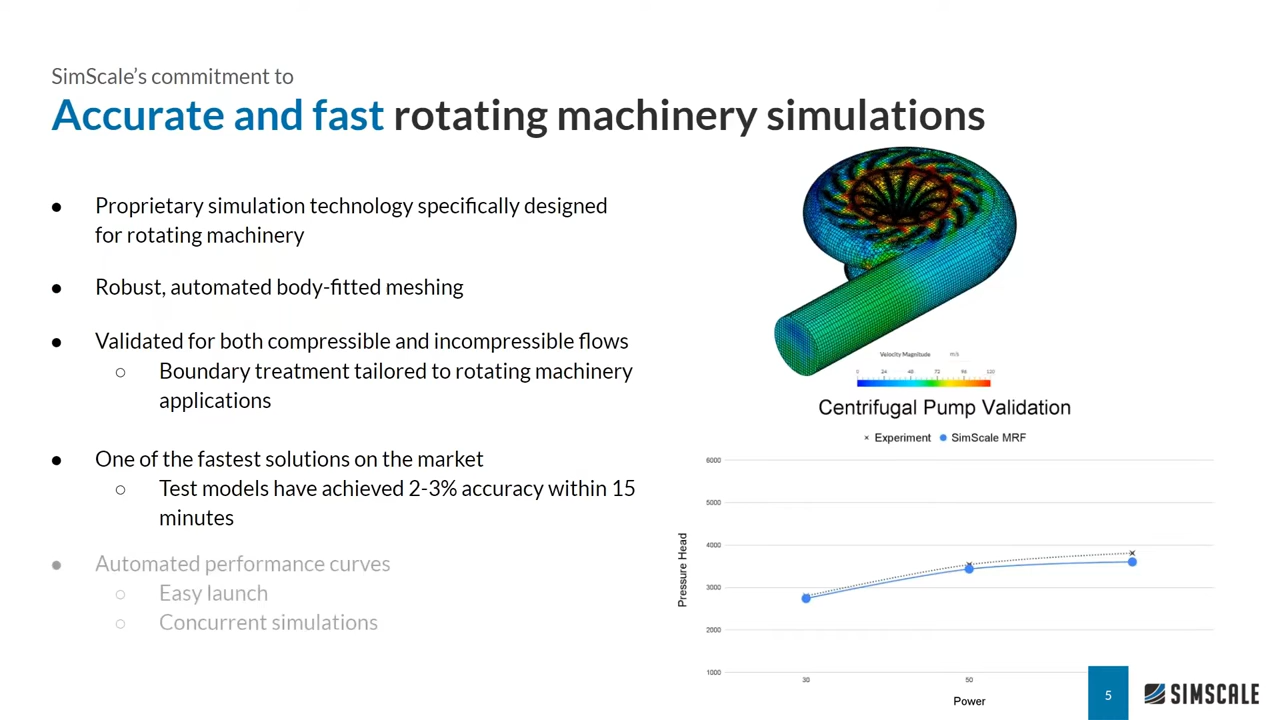 SimScale's commitment to
Accurate and fast rotating machinery simulations
● Proprietary simulation technology specifically designed
for rotating machinery
● Robust, automated body-fitted meshing
● Validated for both compressible and incompressible flows
○ Boundary treatment tailored to rotating machinery
applications
● One of the fastest solutions on the market
○ Test models have achieved 2-3% accuracy within 15
minutes
● Automated performance curves
○ Easy launch
○ Concurrent simulations
Velocity Magnitude m/s
0 24 48 72 96 120
Centrifugal Pump Validation
× Experiment ● SimScale MRF
6000
5000
4000
3000
2000
1000
Pressure Head
30 50
Power
5
SIMSCALE